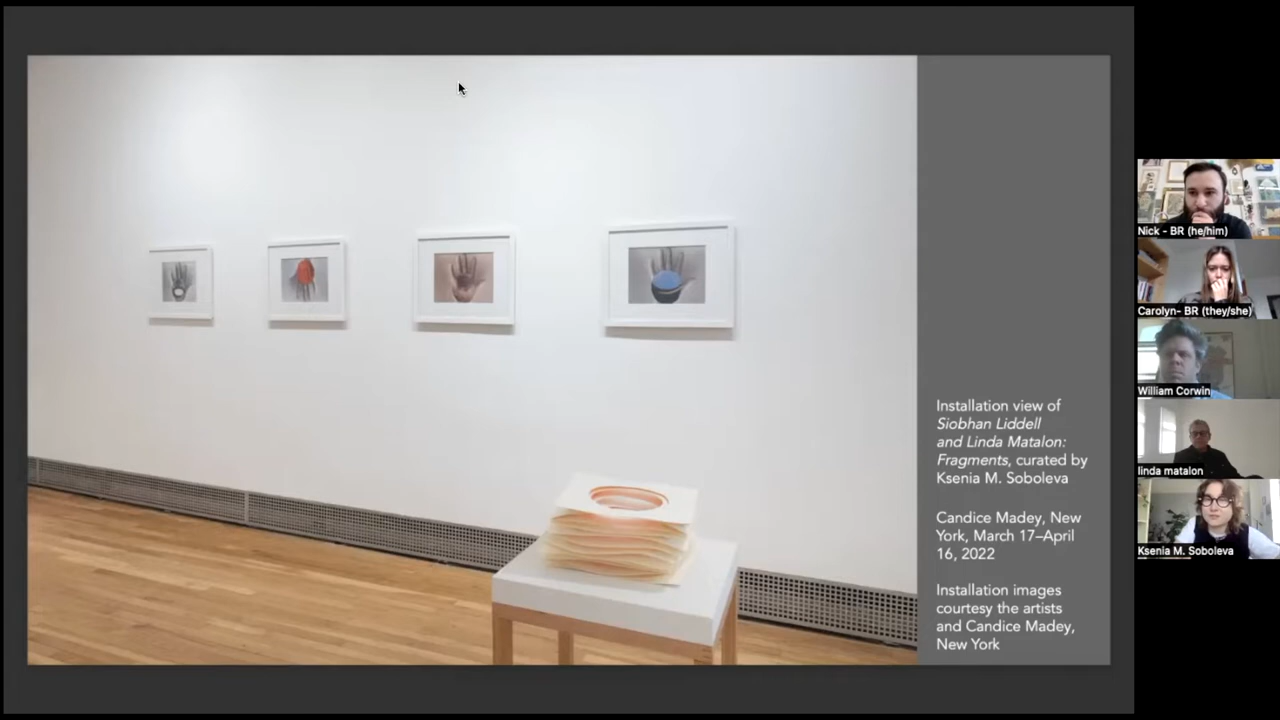 Installation view of
Siobhan Liddell
and Linda Matalon:
Fragments, curated by
Ksenia M. Soboleva
Candice Madey, New
York, March 17–April
16, 2022
Installation images
courtesy the artists
and Candice Madey,
New York
Nick - BR (he/him)
Carolyn- BR (they/she)
William Corwin
linda matalon
Ksenia M. Soboleva